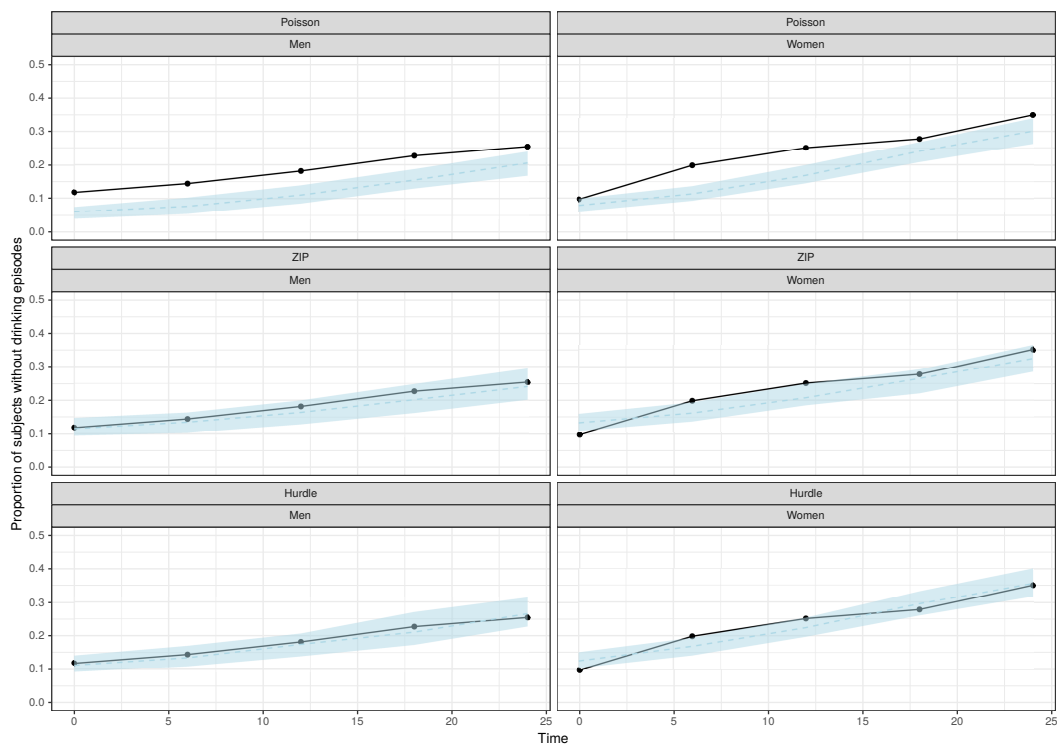 Poisson
Poisson
Men
Women
0.5
0.4
0.3
0.2
0.1
0.0
ZIP
ZIP
Men
Women
0.5
0.4
0.3
0.2
0.1
0.0
Proportion of subjects without drinking episodes
Hurdle
Hurdle
Men
Women
0.5
0.4
0.3
0.2
0.1
0.0
0 5 10 15 20 25
0 5 10 15 20 25
Time